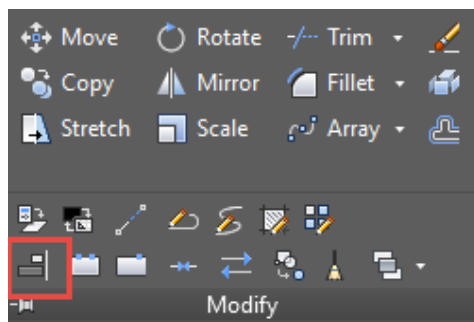 Move Rotate Trim
Copy Mirror Fillet
Stretch Scale Array
Modify